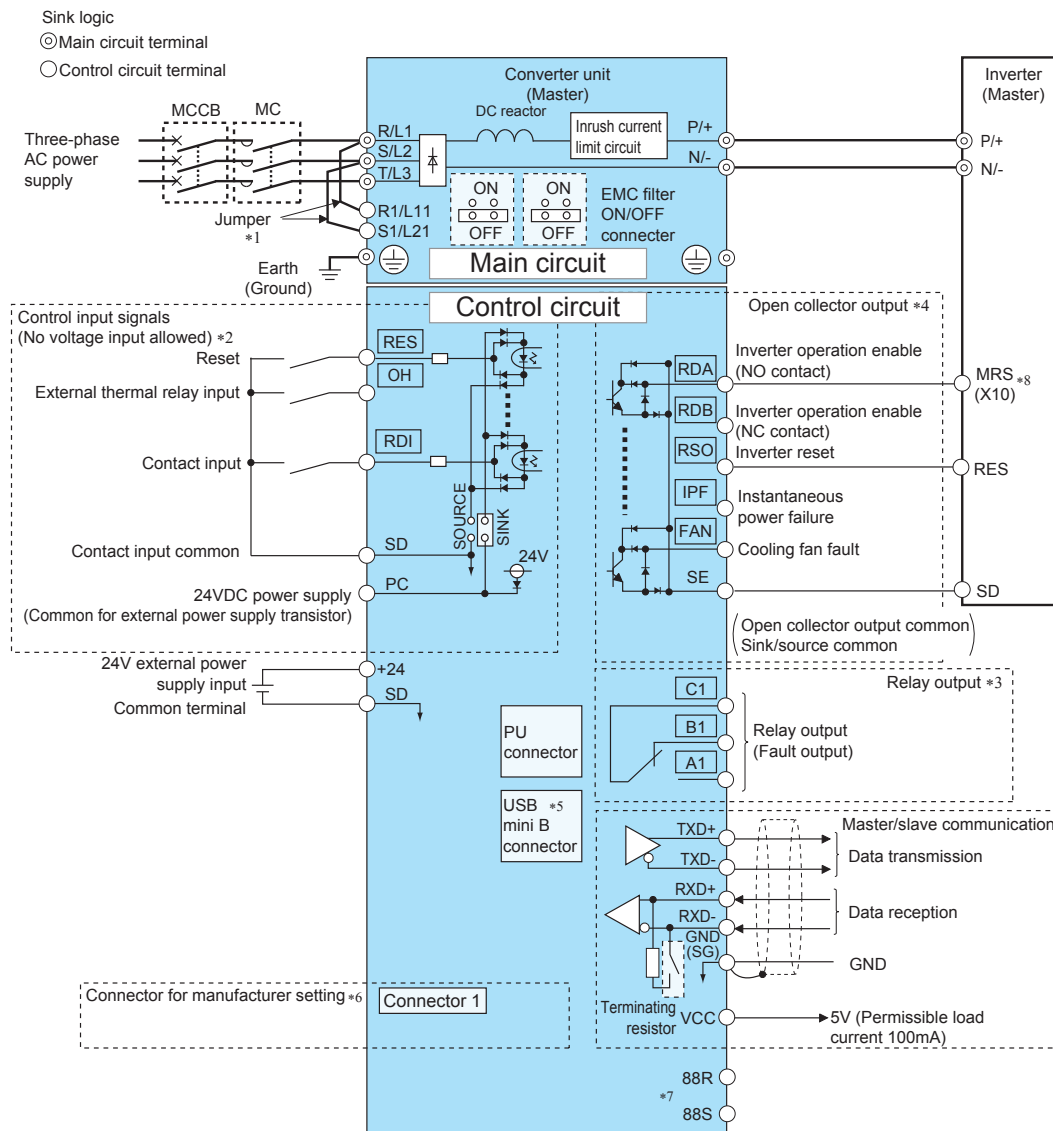 Sink logic
Main circuit terminal
Control circuit terminal
Converter unit
(Master)
Inverter
(Master)
MCCB
MC
DC reactor
Inrush current
limit circuit
Three-phase
AC power
supply
R/L1
S/L2
T/L3
P/+
N/-
P/+
N/-
R1/L11
S1/L21
Jumper
*1
ON
OFF
ON
OFF
EMC filter
ON/OFF
connecter
Earth
(Ground)
Main circuit
Control circuit
Control input signals
(No voltage input allowed) *2
Reset
External thermal relay input
Contact input
Contact input common
24VDC power supply
(Common for external power supply transistor)
RES
OH
RDI
SD
PC
SOURCE
SINK
24V
Open collector output *4
RDA
Inverter operation enable
(NO contact)
RDB
Inverter operation enable
(NC contact)
RSO
Inverter reset
IPF
Instantaneous
power failure
FAN
Cooling fan fault
SE
MRS *8
(X10)
RES
SD
(Open collector output common)
(Sink/source common)
24V external power
supply input
Common terminal
+24
SD
Relay output *3
C1
B1
A1
Relay output
(Fault output)
PU
connector
USB *5
mini B
connector
Master/slave communication
TXD+
TXD-
Data transmission
RXD+
RXD-
Data reception
GND
(SG)
GND
Terminating
resistor
VCC
5V (Permissible load
current 100mA)
Connector for manufacturer setting *6
Connector 1
88R
*7
88S